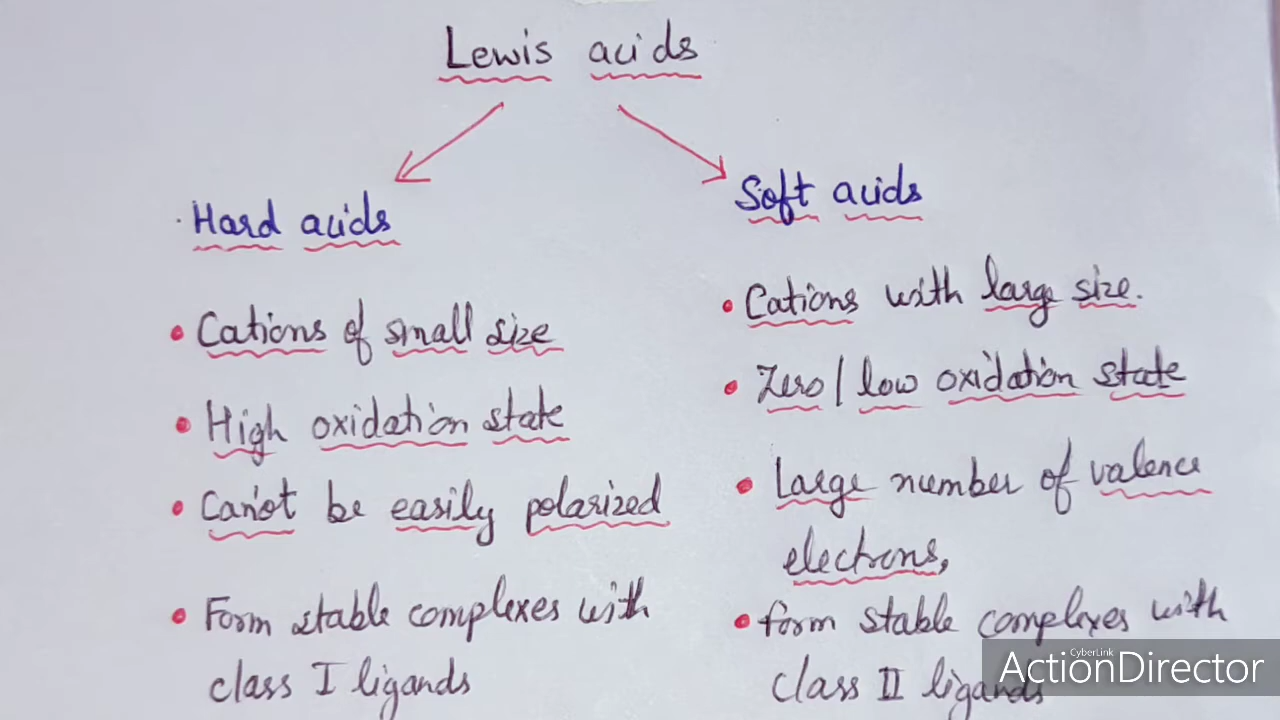 Lewis acids
Hard acids
• Cations of small size
• High oxidation state
• Can'ot be easily polarized
• Form stable complexes with
class I ligands
Soft acids
• Cations with large size.
• Zero/low oxidation state
• Large number of valence
electrons,
• form stable complexes with
class II ligands
CyberLink
ActionDirector